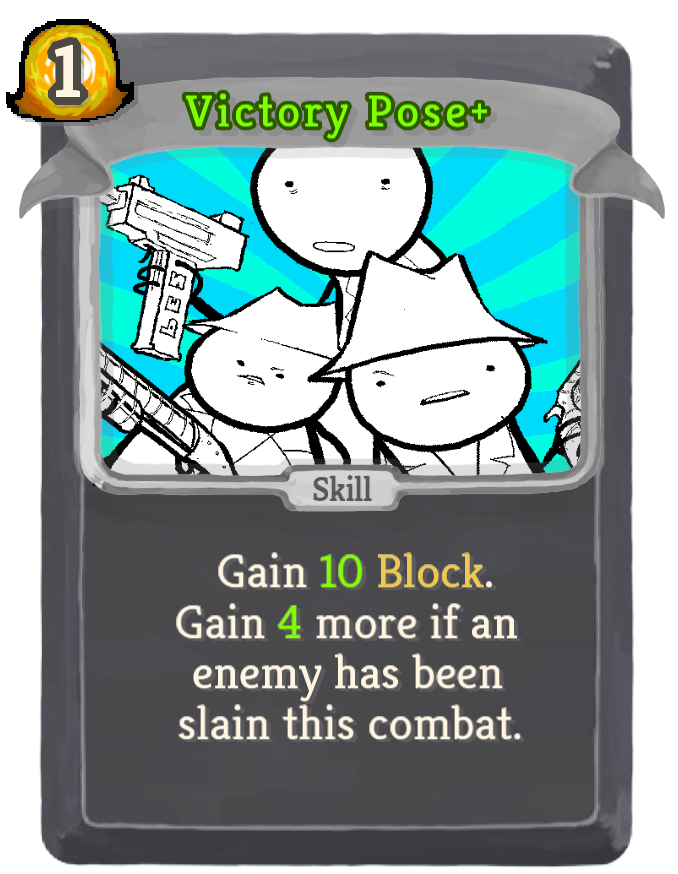 1
Victory Pose+
Skill
Gain 10 Block.
Gain 4 more if an
enemy has been
slain this combat.